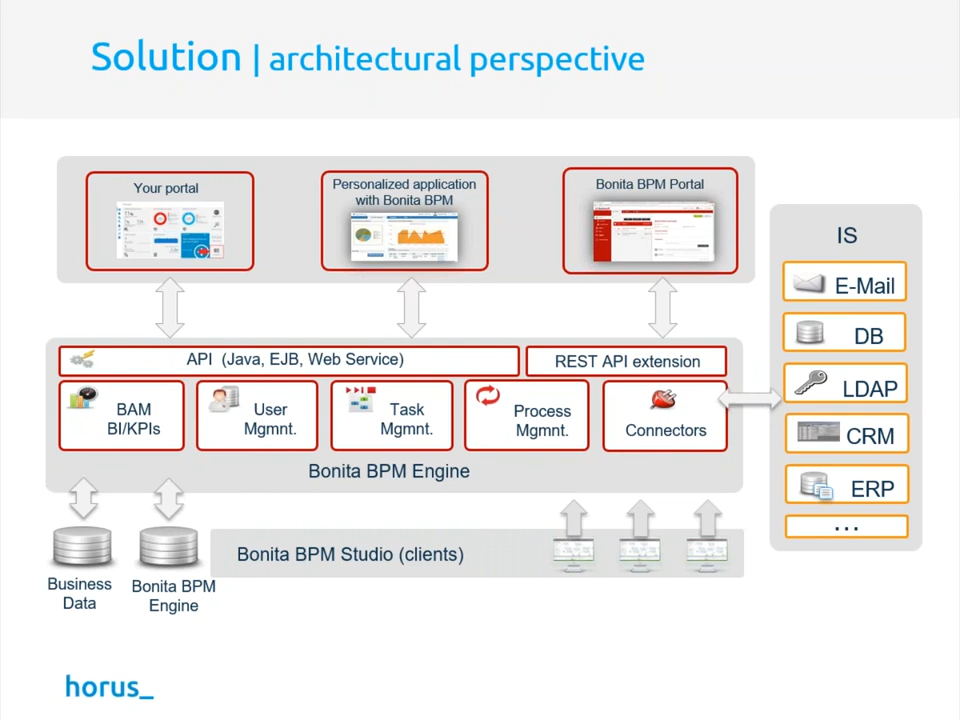 Solution | architectural perspective
Your portal
Personalized application
with Bonita BPM
Bonita BPM Portal
IS
E-Mail
DB
LDAP
CRM
ERP
...
API (Java, EJB, Web Service)
REST API extension
BAM
BI/KPIs
User
Mgmnt.
Task
Mgmnt.
Process
Mgmnt.
Connectors
Bonita BPM Engine
Bonita BPM Studio (clients)
Business
Data
Bonita BPM
Engine
horus_